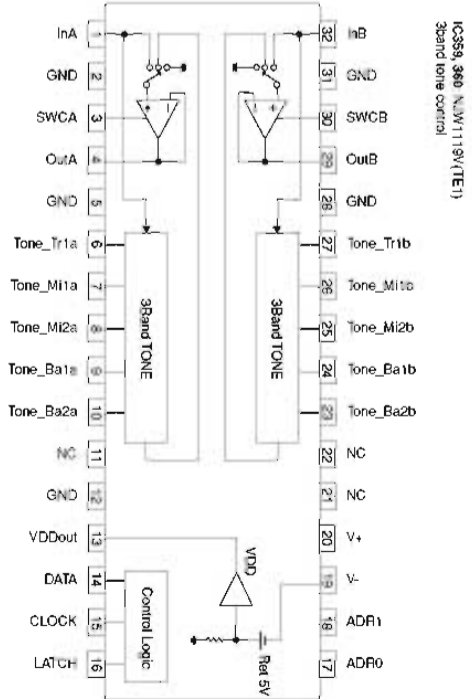 IC359, 360 NJW1119V(TE1)
3band tone control
InA 1
GND 2
SWCA 3
OutA 4
GND 5
Tone_Tr1a 6
Tone_Mi1a 7
Tone_Mi2a 8
Tone_Ba1a 9
Tone_Ba2a 10
NC 11
GND 12
VDDout 13
DATA 14
CLOCK 15
LATCH 16
- +
+ -
3Band TONE
3Band TONE
VDD
Control Logic
Ref 5V
32 InB
31 GND
30 SWCB
29 OutB
28 GND
27 Tone_Tr1b
26 Tone_Mi1b
25 Tone_Mi2b
24 Tone_Ba1b
23 Tone_Ba2b
22 NC
21 NC
20 V+
19 V-
18 ADR1
17 ADR0